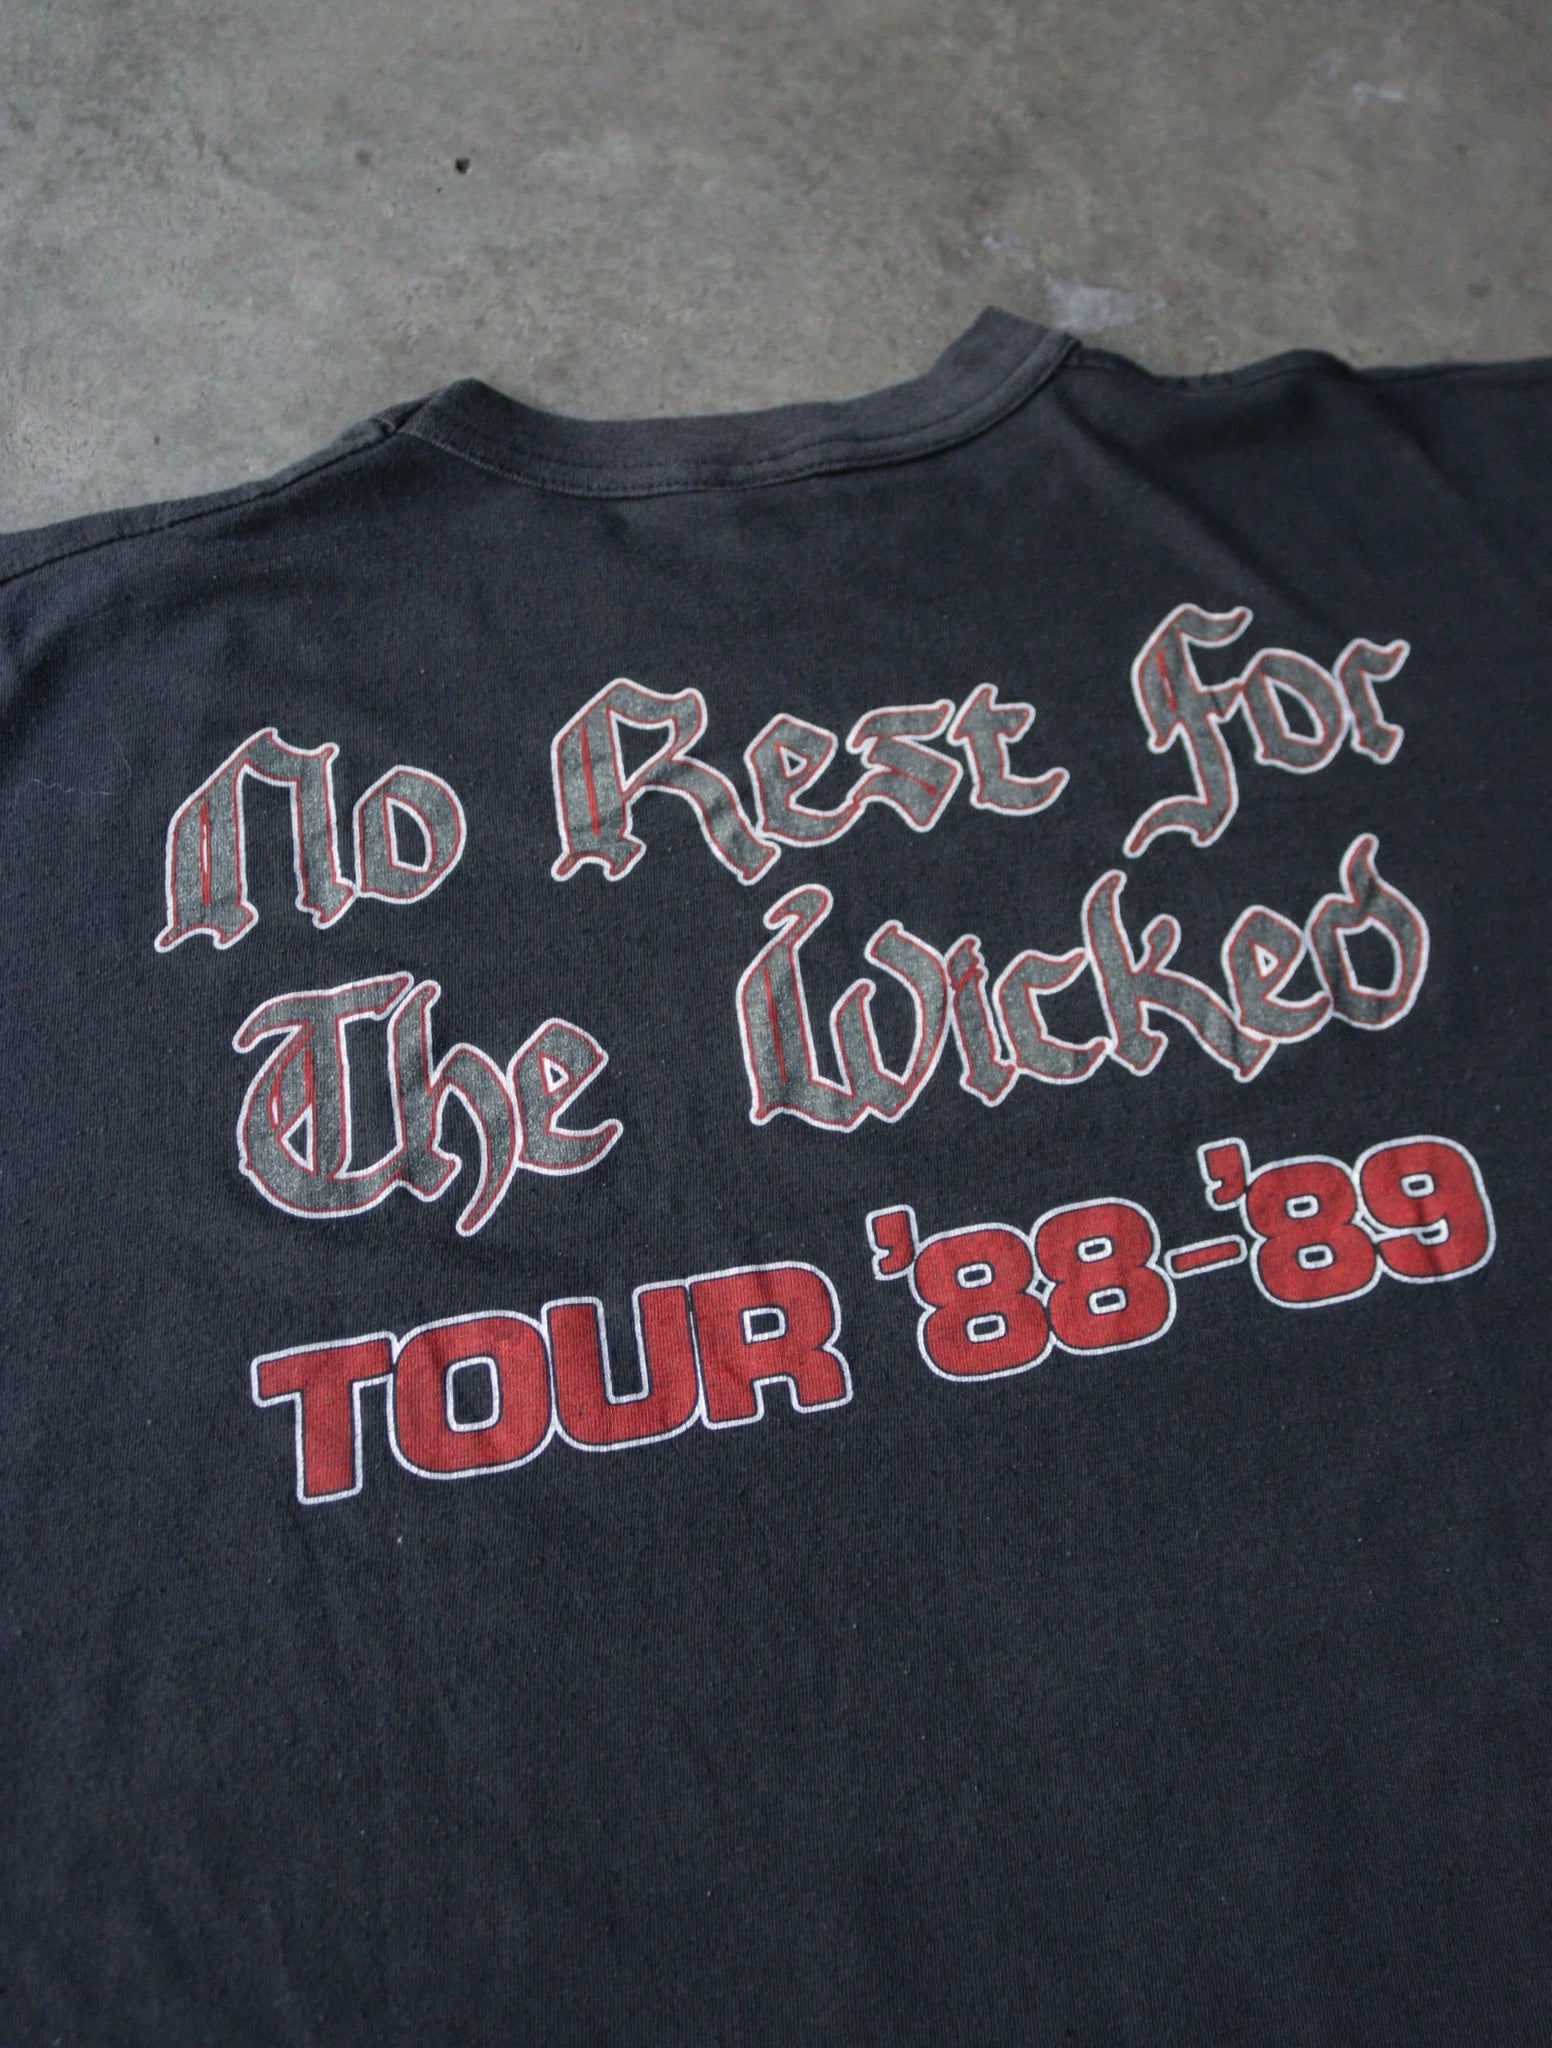 No Rest For
The Wicked
TOUR '88-'89